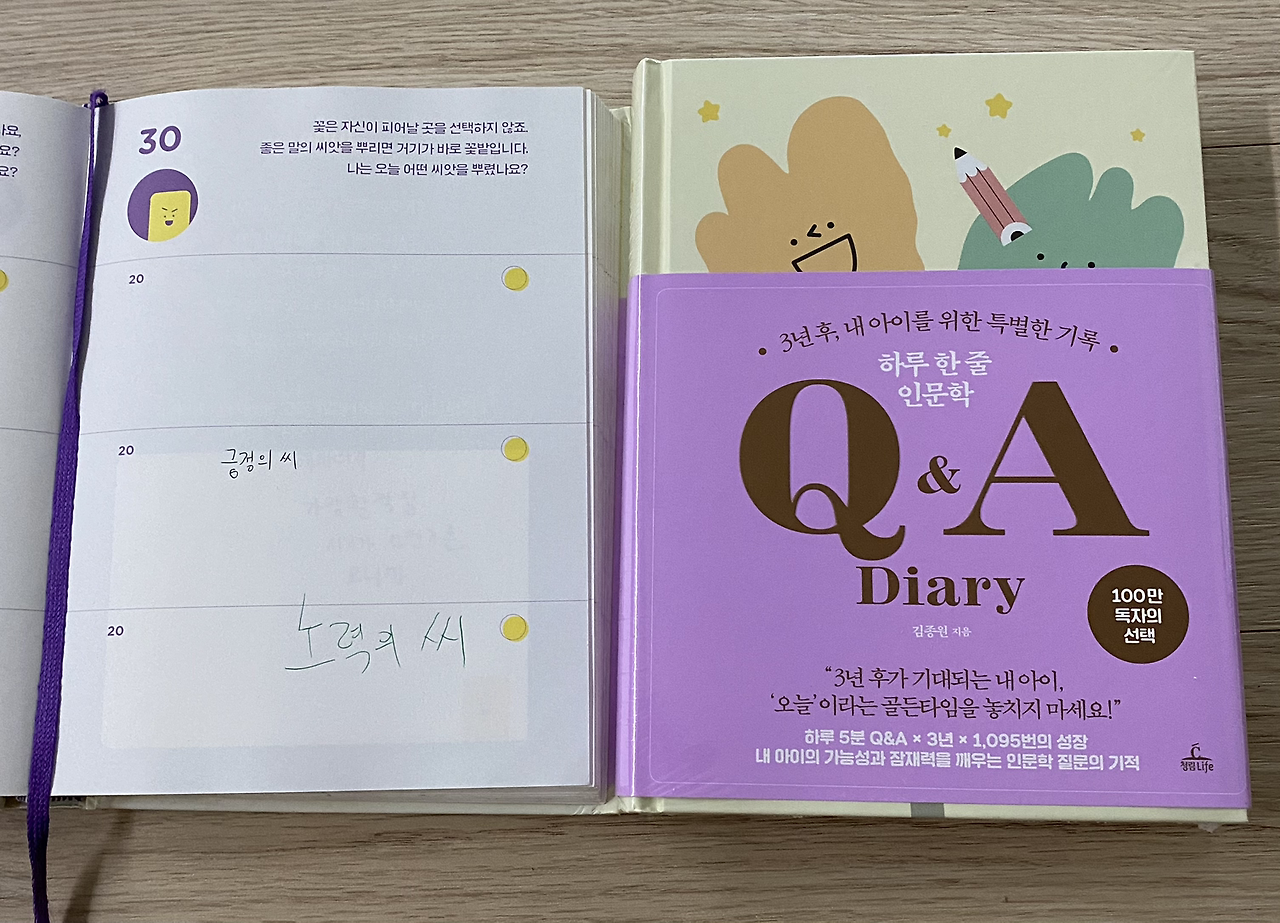 요,
요?
요?
30
꽃은 자신이 피어날 곳을 선택하지 않죠.
좋은 말의 씨앗을 뿌리면 거기가 바로 꽃밭입니다.
나는 오늘 어떤 씨앗을 뿌렸나요?
20
20
긍정의 씨
20
노력의 씨
3년 후, 내 아이를 위한 특별한 기록
하루 한 줄
인문학
Q & A
Diary
김종원 지음
100만
독자의
선택
“3년 후가 기대되는 내 아이,
‘오늘’이라는 골든타임을 놓치지 마세요!”
하루 5분 Q&A × 3년 × 1,095번의 성장
내 아이의 가능성과 잠재력을 깨우는 인문학 질문의 기적
청림Life